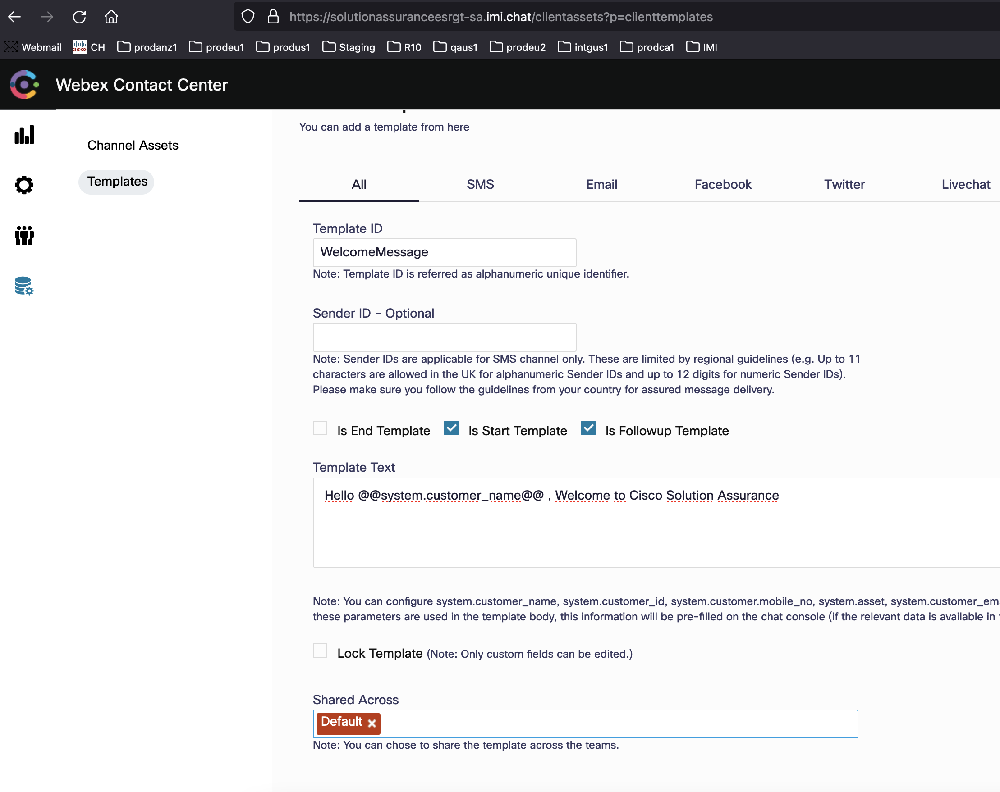 https://solutionassuranceesrgt-sa.imi.chat/clientassets?p=clienttemplates
Webmail CH prodanz1 prodeu1 produs1 Staging R10 qaus1 prodeu2 intgus1 prodca1 IMI
Webex Contact Center
You can add a template from here
Channel Assets
Templates
All SMS Email Facebook Twitter Livechat
Template ID
WelcomeMessage
Note: Template ID is referred as alphanumeric unique identifier.
Sender ID - Optional
Note: Sender IDs are applicable for SMS channel only. These are limited by regional guidelines (e.g. Up to 11
characters are allowed in the UK for alphanumeric Sender IDs and up to 12 digits for numeric Sender IDs).
Please make sure you follow the guidelines from your country for assured message delivery.
Is End Template Is Start Template Is Followup Template
Template Text
Hello @@system.customer_name@@ , Welcome to Cisco Solution Assurance
Note: You can configure system.customer_name, system.customer_id, system.customer.mobile_no, system.asset, system.customer_ema
these parameters are used in the template body, this information will be pre-filled on the chat console (if the relevant data is available in
Lock Template (Note: Only custom fields can be edited.)
Shared Across
Default ×
Note: You can chose to share the template across the teams.